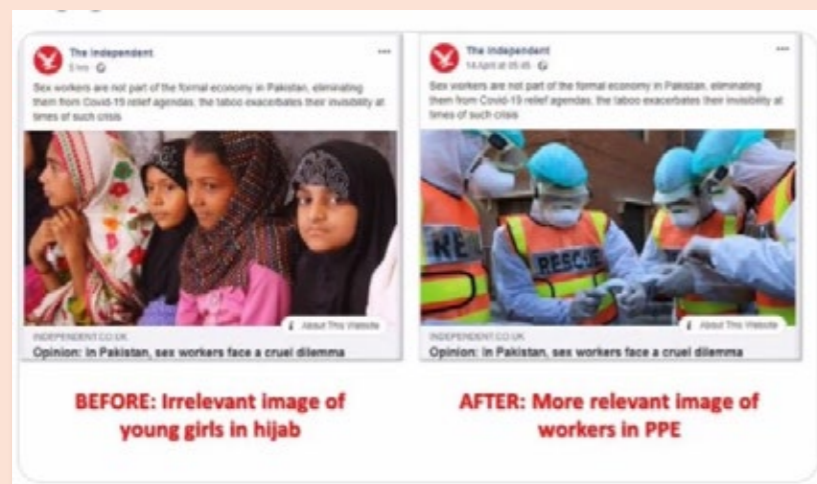 The Independent
5 hrs ·
Sex workers are not part of the formal economy in Pakistan, eliminating
them from Covid-19 relief agendas, the taboo exacerbates their invisibility at
times of such crisis
About This Website
INDEPENDENT.CO.UK
Opinion: In Pakistan, sex workers face a cruel dilemma
BEFORE: Irrelevant image of
young girls in hijab
The Independent
14 April at 05:45 ·
Sex workers are not part of the formal economy in Pakistan, eliminating
them from Covid-19 relief agendas, the taboo exacerbates their invisibility at
times of such crisis
RE
RESCUE
About This Website
INDEPENDENT.CO.UK
Opinion: In Pakistan, sex workers face a cruel dilemma
AFTER: More relevant image of
workers in PPE